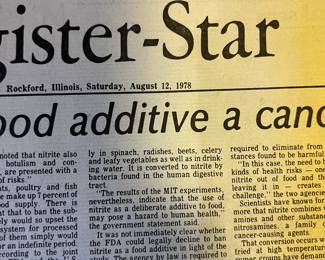 gister-Star
Rockford, Illinois, Saturday, August 12, 1978
ood additive a canc
noted that nitrite also
botulism and con-
, are presented with a
of risks."
ts, poultry and fish
e make up 7 percent of
od supply. There is
t that to ban the sub-
ely would so upset the
system for processed
of them simply would
r an indefinite period.
cording to the joint
ly in spinach, radishes, beets, celery
and leafy vegetables as well as in drink-
ing water. It is converted to nitrite by
bacteria found in the human digestive
tract.
"The results of the MIT experiments,
nevertheless, indicate that the use of
nitrite as a deliberate additive to food,
may pose a hazard to human health,"
the government statement said.
It was not immediately clear whether
the FDA could legally decline to ban
nitrite as a food additive in light of the
study. The agency by law is required to
required to eliminate from
stances found to be harmful
"In this case, the need to b
kinds of health risks — one
nitrite out of food and the
leaving it in — creates
challenge," the two agencie
Scientists have known for
more that nitrite combines w
amines and other substan
nitrosamines, a family of
cancer-causing agents.
That conversion occurs
fried at high tempera